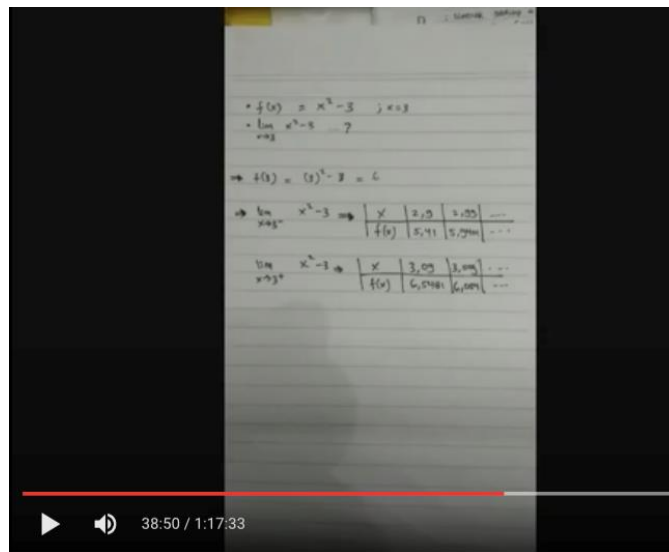 • f(x) = x² - 3 ; x=3
• lim x→3 x² - 3 ?
⇒ f(3) = (3)² - 3 = 6
⇒ lim x→3⁻ x² - 3 ⇒ | x | 2,9 | 2,99 | ...
| f(x) | 5,41 | 5,9401 | ...
lim x→3⁺ x² - 3 ⇒ | x | 3,09 | 3,009 | ...
| f(x) | 6,5481 | 6,054 | ...
38:50 / 1:17:33